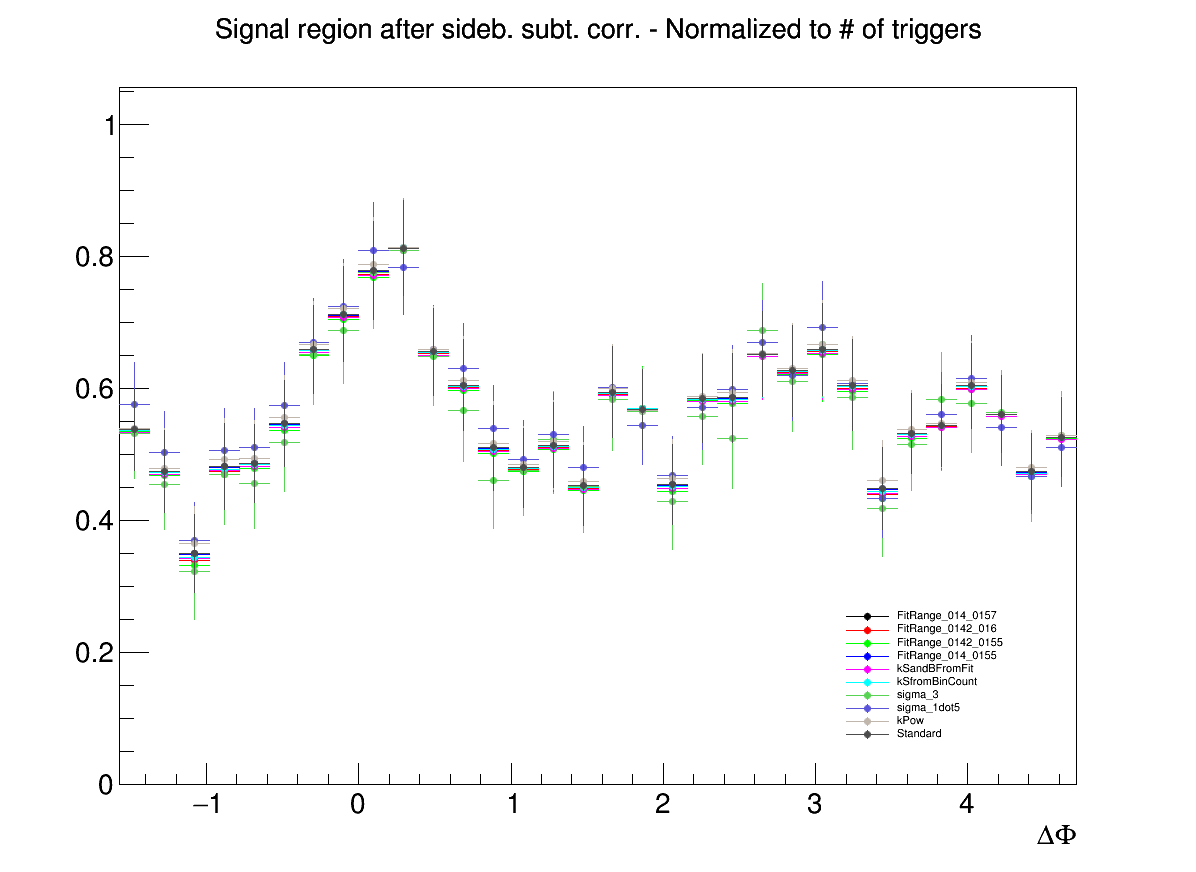 Signal region after sideb. subt. corr. - Normalized to # of triggers
1
0.8
0.6
0.4
0.2
0
FitRange_014_0157
FitRange_0142_016
FitRange_0142_0155
FitRange_014_0155
kSandBFromFit
kSfromBinCount
sigma_3
sigma_1dot5
kPow
Standard
−1 0 1 2 3 4
ΔΦ